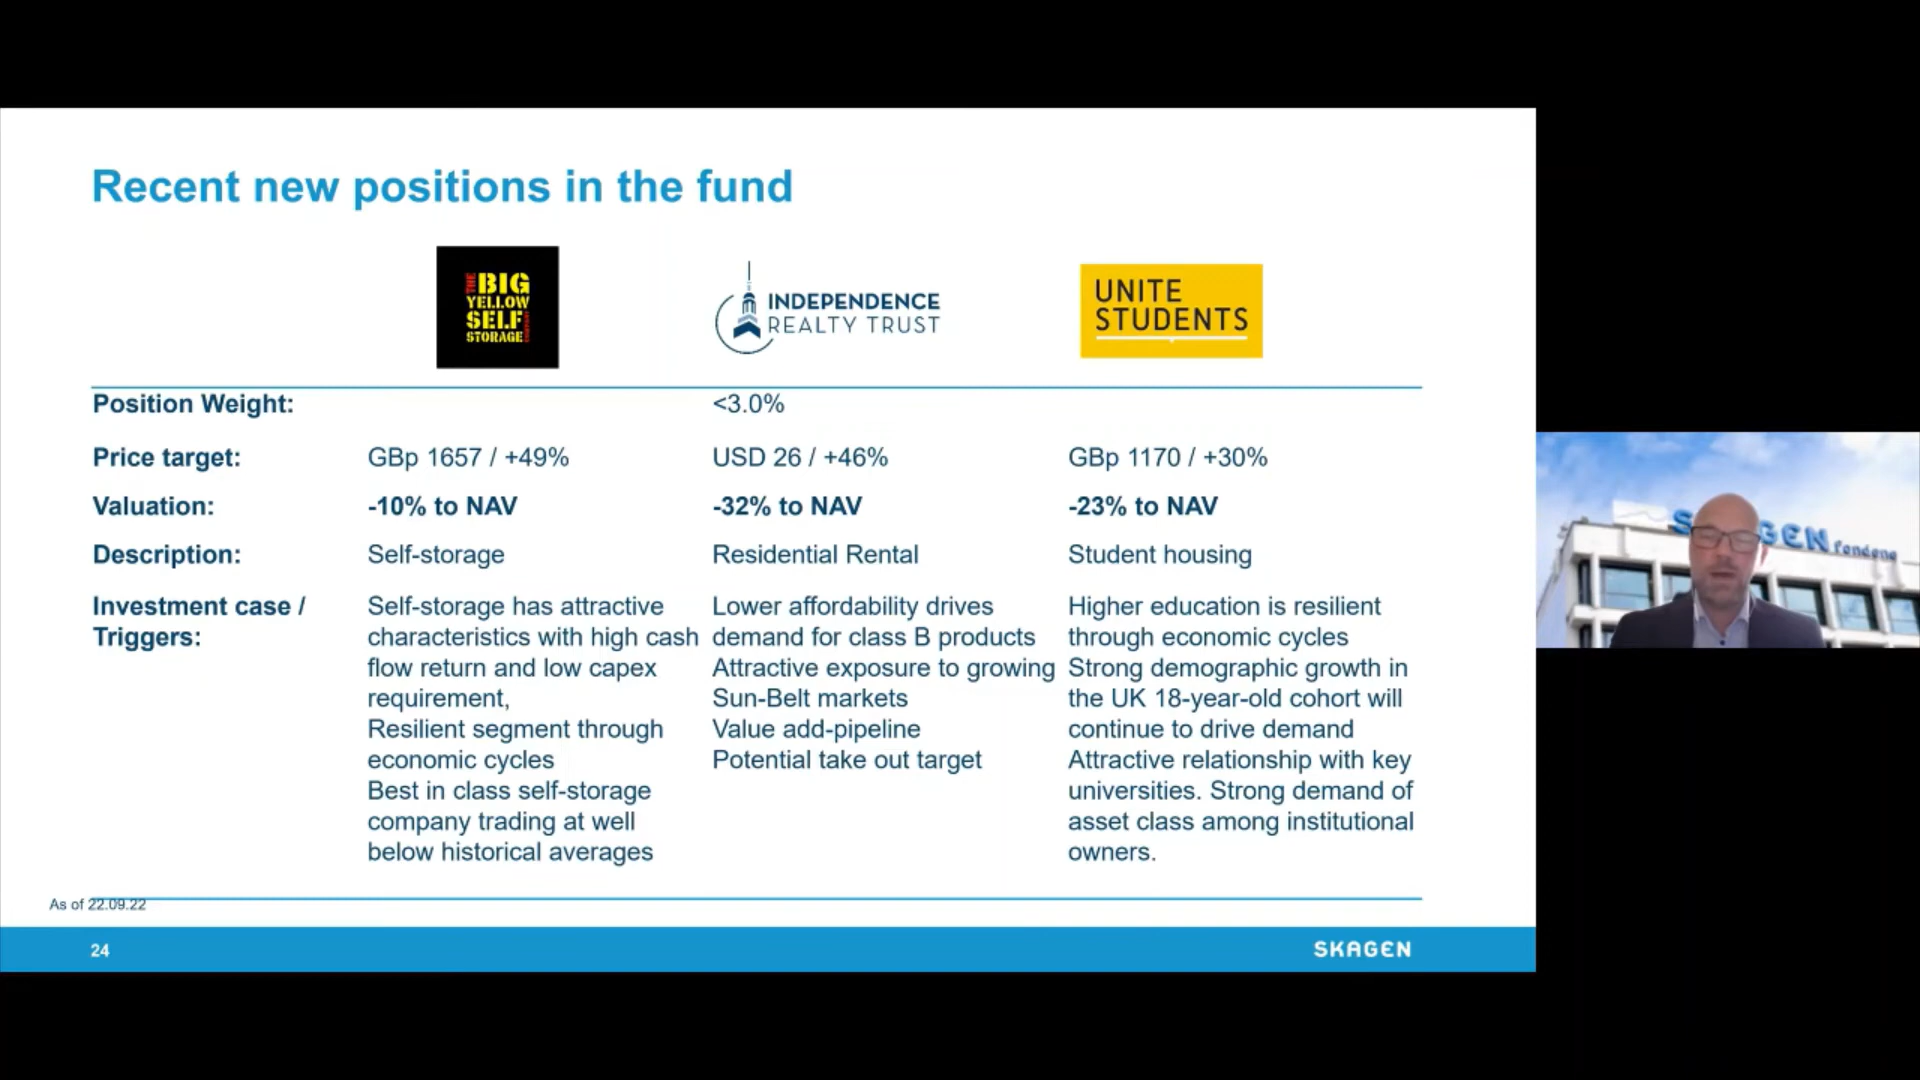 Recent new positions in the fund
THE BIG
YELLOW
SELF
STORAGE
INDEPENDENCE
REALTY TRUST
UNITE
STUDENTS
Position Weight: <3.0%
Price target: GBp 1657 / +49% USD 26 / +46% GBp 1170 / +30%
Valuation: -10% to NAV -32% to NAV -23% to NAV
Description: Self-storage Residential Rental Student housing
Investment case /
Triggers:
Self-storage has attractive
characteristics with high cash
flow return and low capex
requirement,
Resilient segment through
economic cycles
Best in class self-storage
company trading at well
below historical averages
Lower affordability drives
demand for class B products
Attractive exposure to growing
Sun-Belt markets
Value add-pipeline
Potential take out target
Higher education is resilient
through economic cycles
Strong demographic growth in
the UK 18-year-old cohort will
continue to drive demand
Attractive relationship with key
universities. Strong demand of
asset class among institutional
owners.
As of 22.09.22
24
SKAGEN
fondene